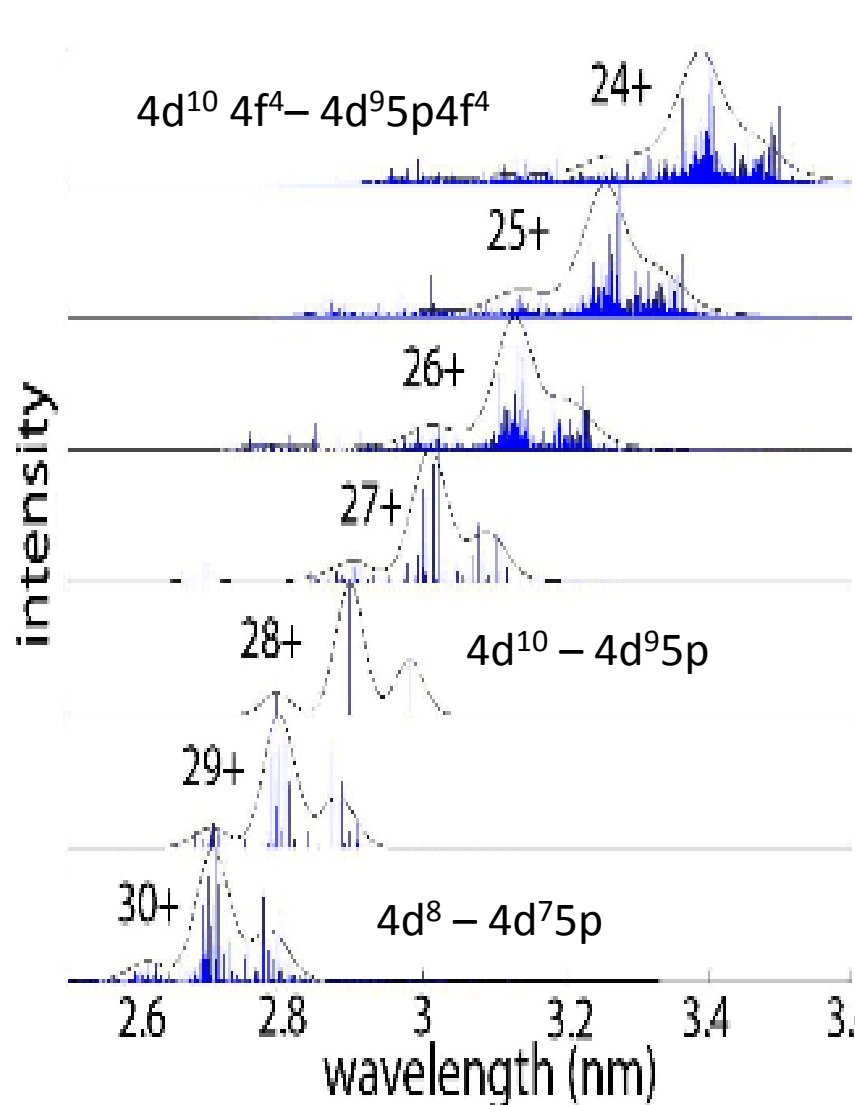 24+
4d¹⁰ 4f⁴– 4d⁹5p4f⁴
25+
26+
intensity
27+
28+
4d¹⁰ – 4d⁹5p
29+
30+
4d⁸ – 4d⁷5p
2.6 2.8 3 3.2 3.4 3.
wavelength (nm)